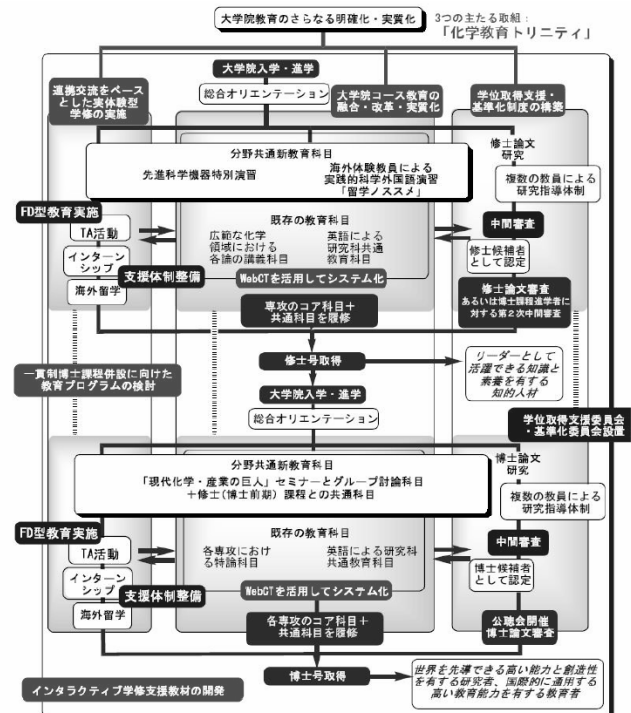 大学院教育のさらなる明確化・実質化
3つの主たる取組:
「化学教育トリニティ」
大学院入学・進学
連携交流をベース
とした実体験型
学修の実施
総合オリエンテーション
大学院コース教育の
融合・改革・実質化
学位取得支援・
基準化制度の構築
分野共通新教育科目
先進科学機器特別演習
海外体験教員による
実践的科学外国語演習
「留学ノススメ」
修士論文
研究
複数の教員による
研究指導体制
FD型教育実施
TA活動
インターン
シップ
海外留学
支援体制整備
既存の教育科目
広範な化学
領域における
各論の講義科目
英語による
研究科共通
教育科目
WebCTを活用してシステム化
中間審査
修士候補者
として認定
修士論文審査
あるいは博士課程進学者に
対する第2次中間審査
専攻のコア科目+
共通科目を履修
修士号取得
リーダーとして
活躍できる知識と
素養を有する
知的人材
一貫制博士課程併設に向けた
教育プログラムの検討
大学院入学・進学
総合オリエンテーション
学位取得支援委員会
・基準化委員会設置
分野共通新教育科目
「現代化学・産業の巨人」セミナーとグループ討論科目
+修士(博士前期)課程との共通科目
博士論文
研究
複数の教員による
研究指導体制
FD型教育実施
TA活動
インターン
シップ
海外留学
支援体制整備
既存の教育科目
各専攻におけ
る特論科目
英語による研究科
共通教育科目
WebCTを活用してシステム化
中間審査
博士候補者
として認定
公聴会開催
博士論文審査
各専攻のコア科目+
共通科目を履修
博士号取得
世界を先導できる高い能力と創造性
を有する研究者、国際的に通用する
高い教育能力を有する教育者
インタラクティブ学修支援教材の開発